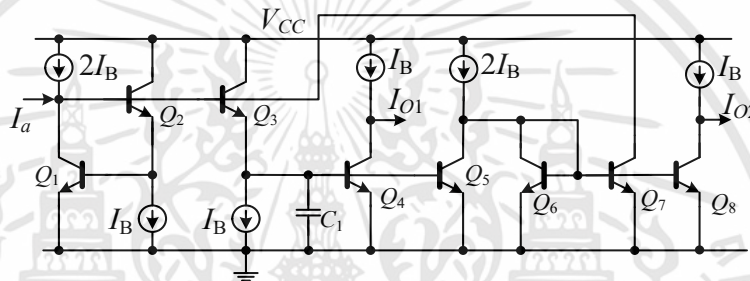 V_CC
2I_B
I_B
2I_B
I_B
I_a
Q_2
Q_3
I_O1
I_O2
Q_1
Q_4
Q_5
Q_6
Q_7
Q_8
I_B
I_B
C_1